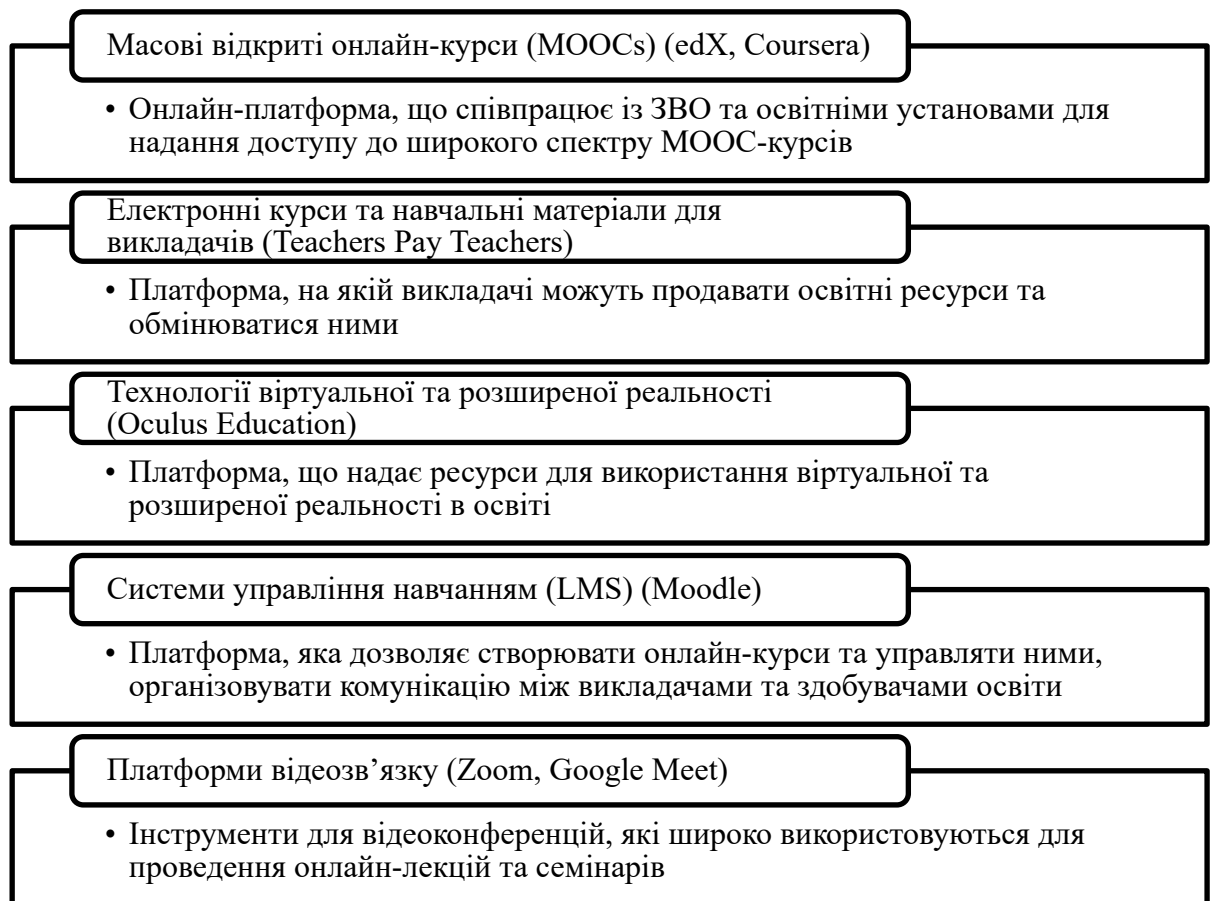 Масові відкриті онлайн-курси (MOOCs) (edX, Coursera)
• Онлайн-платформа, що співпрацює із ЗВО та освітніми установами для
надання доступу до широкого спектру MOOC-курсів
Електронні курси та навчальні матеріали для
викладачів (Teachers Pay Teachers)
• Платформа, на якій викладачі можуть продавати освітні ресурси та
обмінюватися ними
Технології віртуальної та розширеної реальності
(Oculus Education)
• Платформа, що надає ресурси для використання віртуальної та
розширеної реальності в освіті
Системи управління навчанням (LMS) (Moodle)
• Платформа, яка дозволяє створювати онлайн-курси та управляти ними,
організовувати комунікацію між викладачами та здобувачами освіти
Платформи відеозв’язку (Zoom, Google Meet)
• Інструменти для відеоконференцій, які широко використовуються для
проведення онлайн-лекцій та семінарів